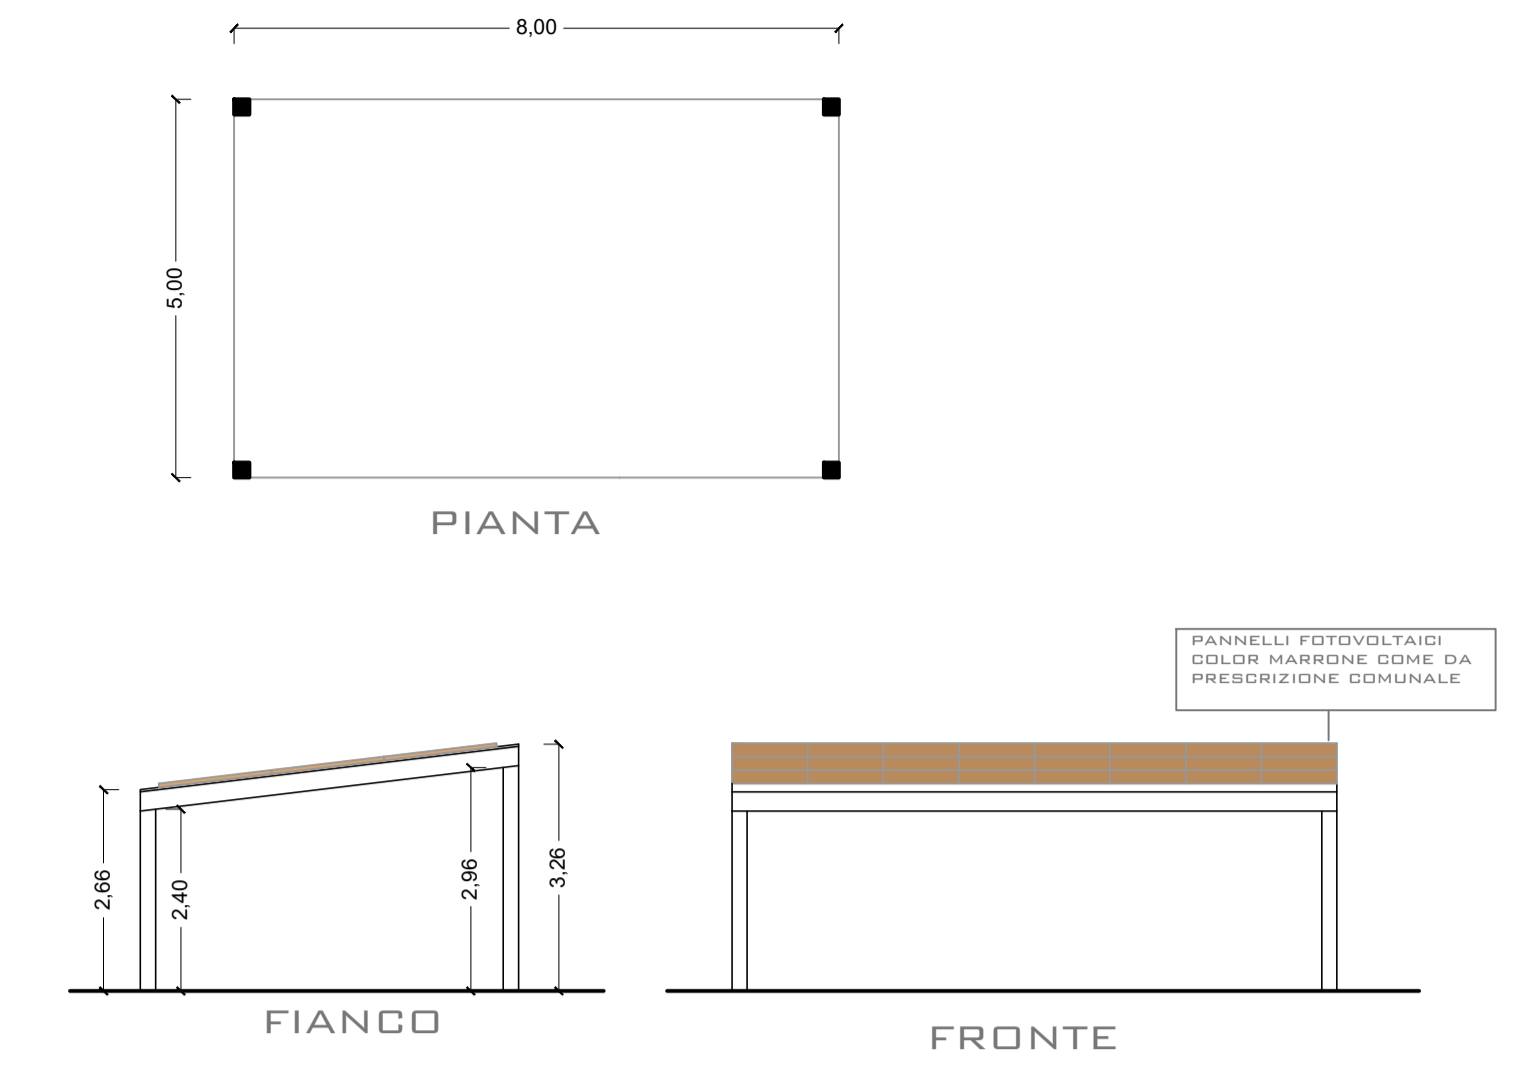 8,00
5,00
PIANTA
PANNELLI FOTOVOLTAICI
COLOR MARRONE COME DA
PRESCRIZIONE COMUNALE
2,66
2,40
2,96
3,26
FIANCO
FRONTE